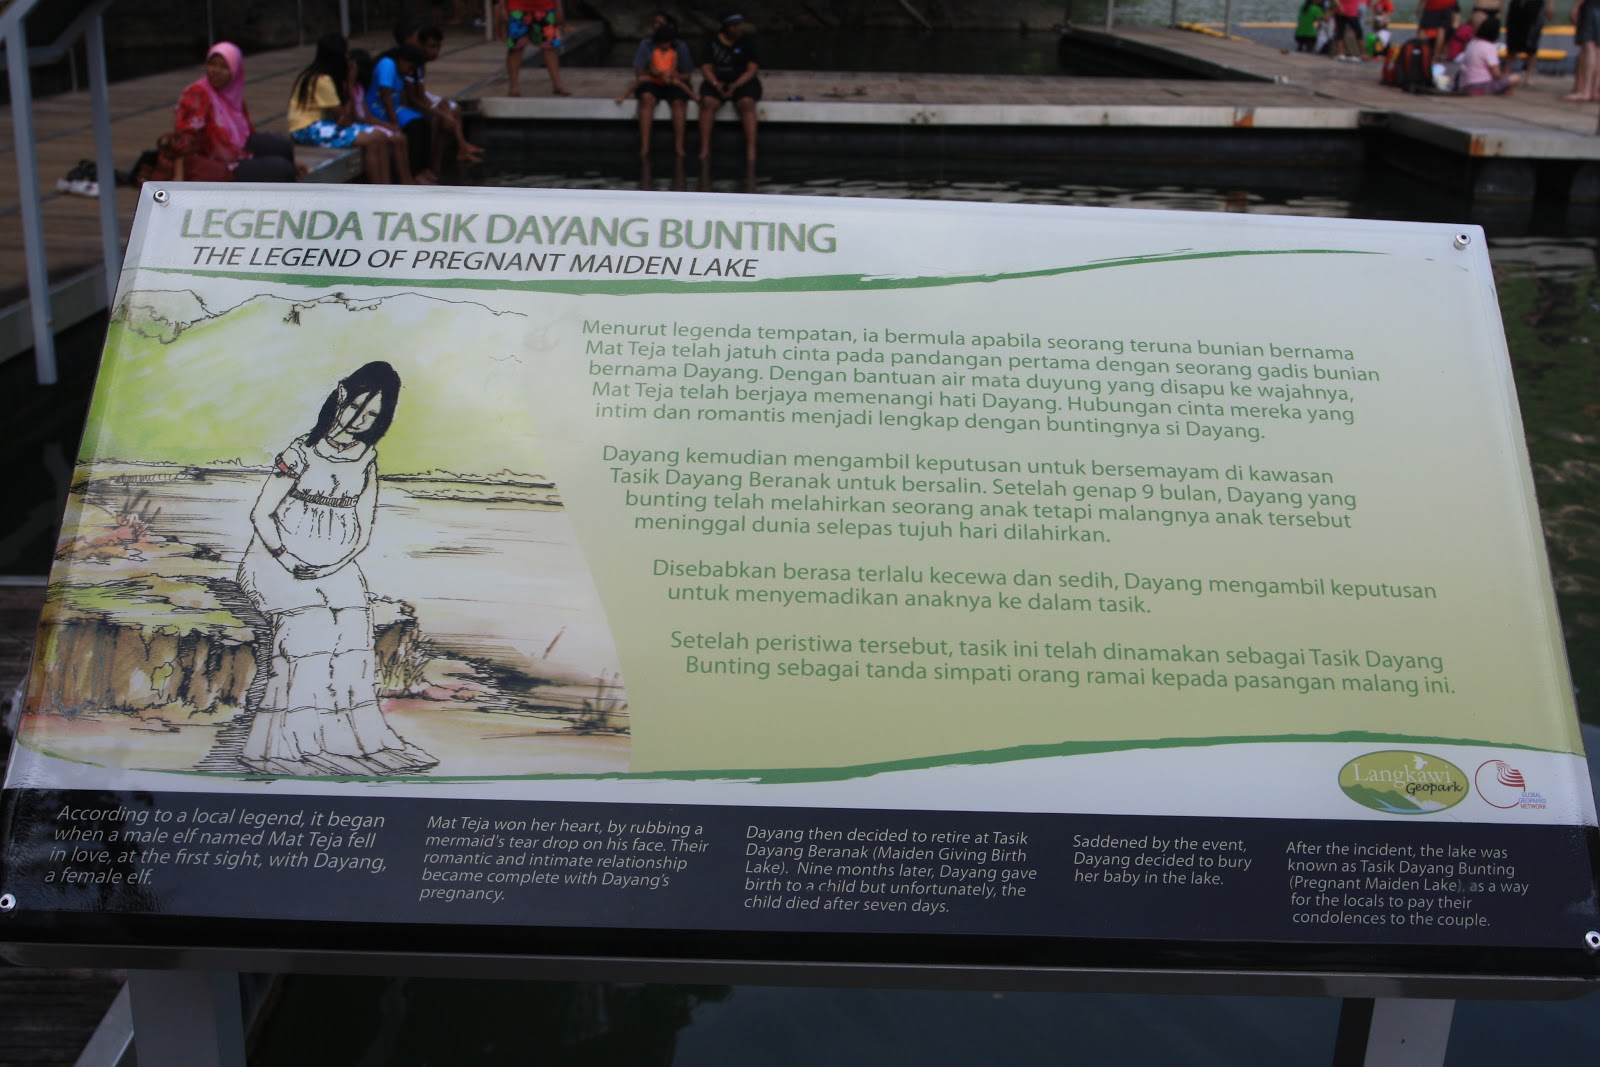 LEGENDA TASIK DAYANG BUNTING
THE LEGEND OF PREGNANT MAIDEN LAKE
Menurut legenda tempatan, ia bermula apabila seorang teruna bunian bernama
Mat Teja telah jatuh cinta pada pandangan pertama dengan seorang gadis bunian
bernama Dayang. Dengan bantuan air mata duyung yang disapu ke wajahnya,
Mat Teja telah berjaya memenangi hati Dayang. Hubungan cinta mereka yang
intim dan romantis menjadi lengkap dengan buntingnya si Dayang.
Dayang kemudian mengambil keputusan untuk bersemayam di kawasan
Tasik Dayang Beranak untuk bersalin. Setelah genap 9 bulan, Dayang yang
bunting telah melahirkan seorang anak tetapi malangnya anak tersebut
meninggal dunia selepas tujuh hari dilahirkan.
Disebabkan berasa terlalu kecewa dan sedih, Dayang mengambil keputusan
untuk menyemadikan anaknya ke dalam tasik.
Setelah peristiwa tersebut, tasik ini telah dinamakan sebagai Tasik Dayang
Bunting sebagai tanda simpati orang ramai kepada pasangan malang ini.
Langkawi
Geopark
GLOBAL
GEOPARKS
NETWORK
According to a local legend, it began
when a male elf named Mat Teja fell
in love, at the first sight, with Dayang,
a female elf.
Mat Teja won her heart, by rubbing a
mermaid's tear drop on his face. Their
romantic and intimate relationship
became complete with Dayang's
pregnancy.
Dayang then decided to retire at Tasik
Dayang Beranak (Maiden Giving Birth
Lake). Nine months later, Dayang gave
birth to a child but unfortunately, the
child died after seven days.
Saddened by the event,
Dayang decided to bury
her baby in the lake.
After the incident, the lake was
known as Tasik Dayang Bunting
(Pregnant Maiden Lake), as a way
for the locals to pay their
condolences to the couple.